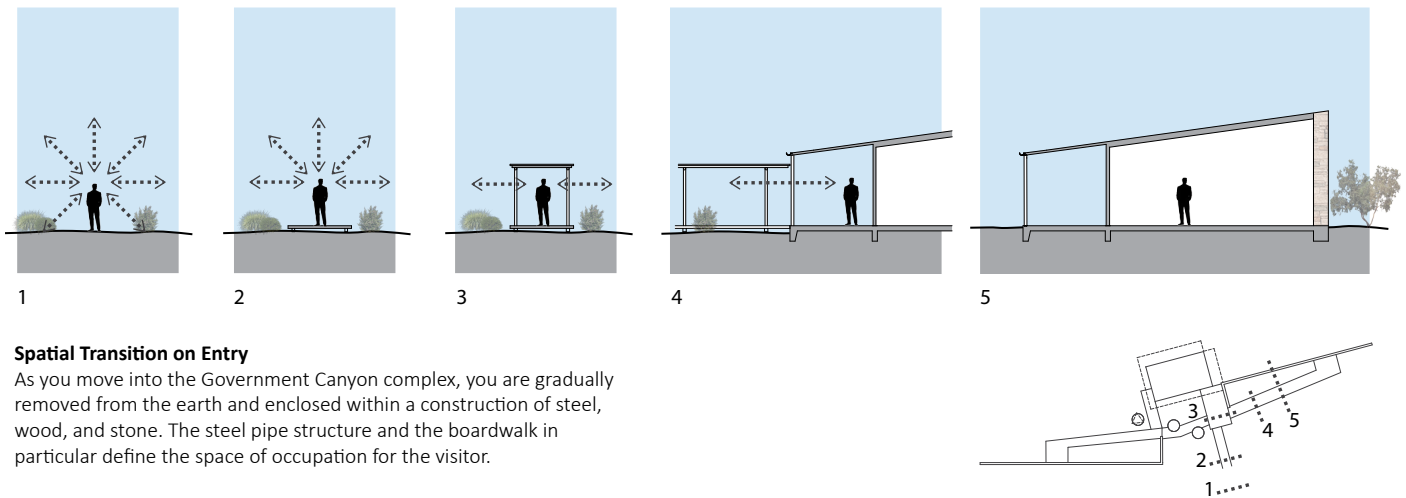 1
2
3
4
5
Spatial Transition on Entry
As you move into the Government Canyon complex, you are gradually
removed from the earth and enclosed within a construction of steel,
wood, and stone. The steel pipe structure and the boardwalk in
particular define the space of occupation for the visitor.
3
4
5
2
1